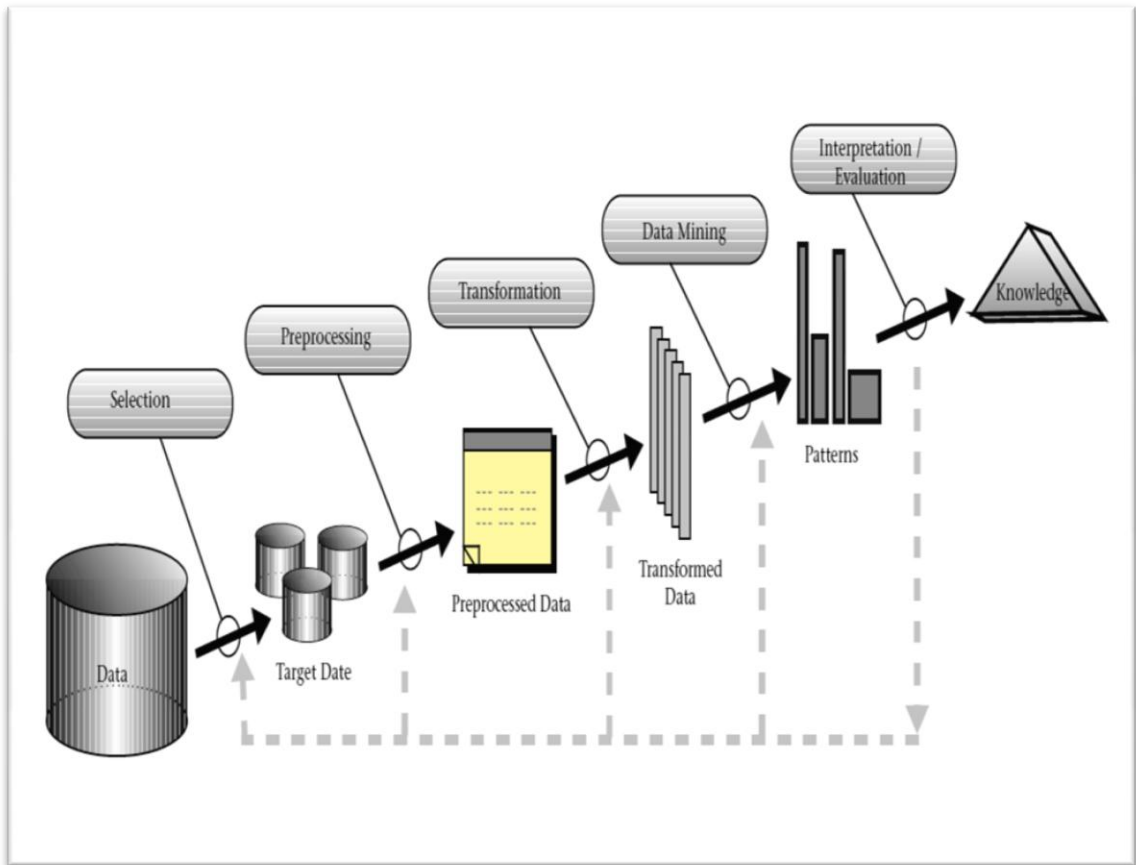 Interpretation /
Evaluation
Data Mining
Transformation
Knowledge
Preprocessing
Selection
Patterns
Transformed
Data
Preprocessed Data
Target Date
Data